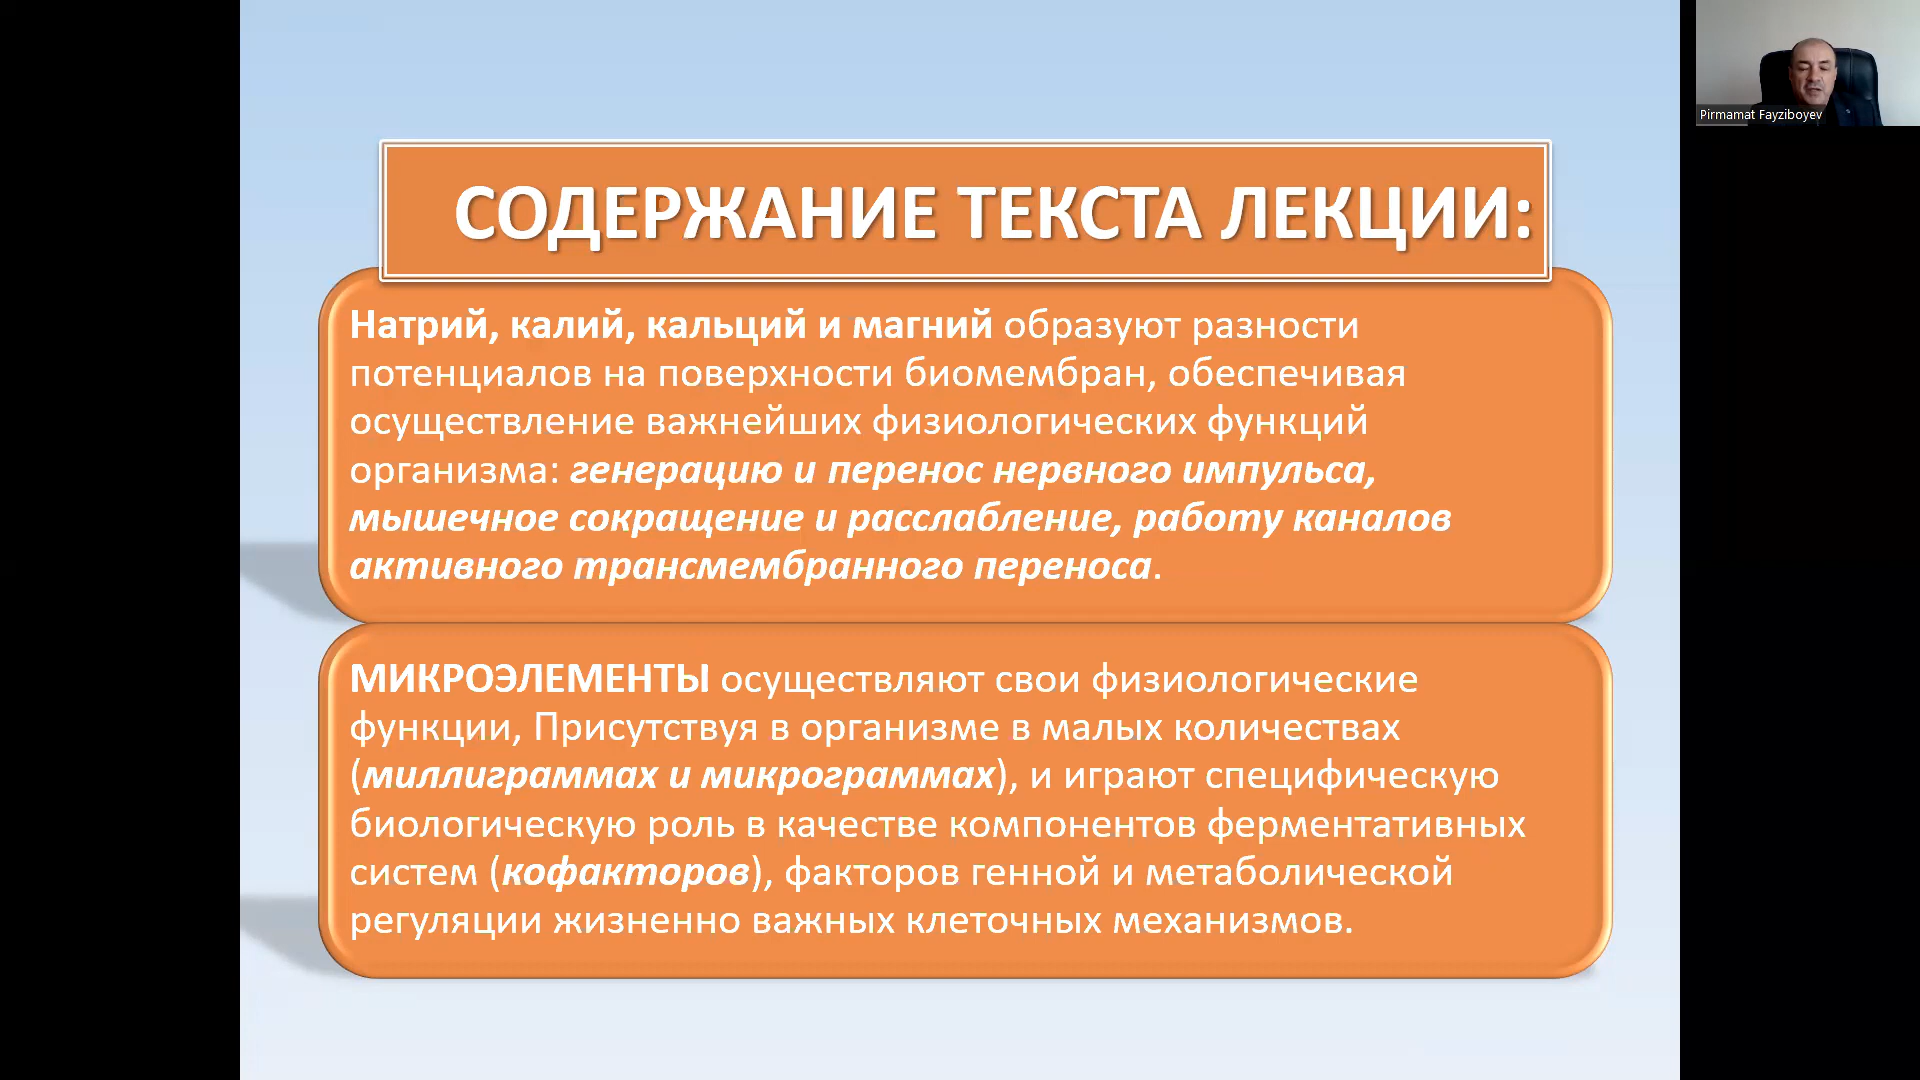 СОДЕРЖАНИЕ ТЕКСТА ЛЕКЦИИ:
Натрий, калий, кальций и магний образуют разности
потенциалов на поверхности биомембран, обеспечивая
осуществление важнейших физиологических функций
организма: генерацию и перенос нервного импульса,
мышечное сокращение и расслабление, работу каналов
активного трансмембранного переноса.
МИКРОЭЛЕМЕНТЫ осуществляют свои физиологические
функции, Присутствуя в организме в малых количествах
(миллиграммах и микрограммах), и играют специфическую
биологическую роль в качестве компонентов ферментативных
систем (кофакторов), факторов генной и метаболической
регуляции жизненно важных клеточных механизмов.
Pirmamat Fayziboyev